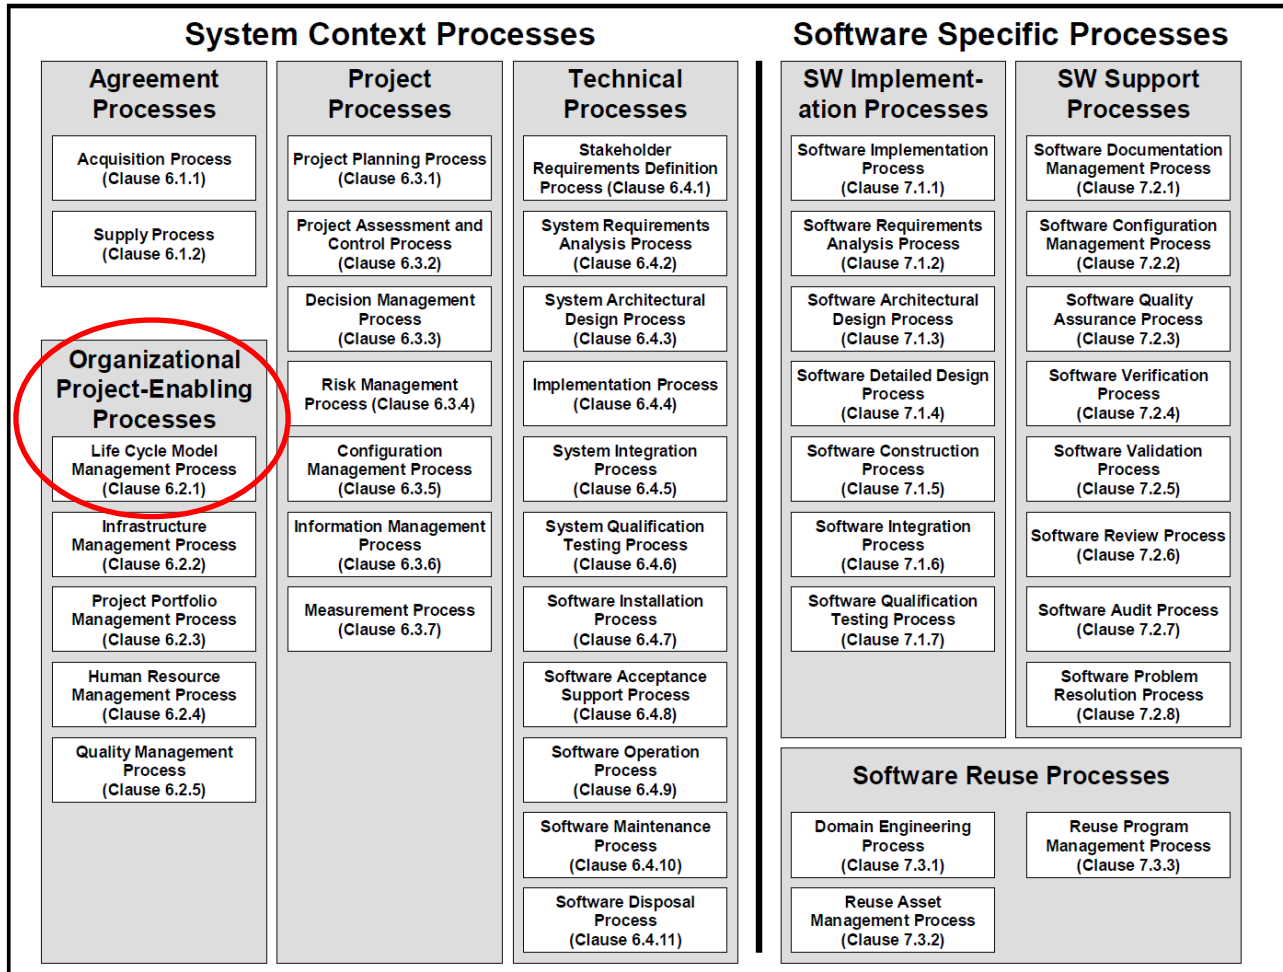 System Context Processes
Software Specific Processes
Agreement
Processes
Acquisition Process
(Clause 6.1.1)
Supply Process
(Clause 6.1.2)
Organizational
Project-Enabling
Processes
Life Cycle Model
Management Process
(Clause 6.2.1)
Infrastructure
Management Process
(Clause 6.2.2)
Project Portfolio
Management Process
(Clause 6.2.3)
Human Resource
Management Process
(Clause 6.2.4)
Quality Management
Process
(Clause 6.2.5)
Project
Processes
Project Planning Process
(Clause 6.3.1)
Project Assessment and
Control Process
(Clause 6.3.2)
Decision Management
Process
(Clause 6.3.3)
Risk Management
Process (Clause 6.3.4)
Configuration
Management Process
(Clause 6.3.5)
Information Management
Process
(Clause 6.3.6)
Measurement Process
(Clause 6.3.7)
Technical
Processes
Stakeholder
Requirements Definition
Process (Clause 6.4.1)
System Requirements
Analysis Process
(Clause 6.4.2)
System Architectural
Design Process
(Clause 6.4.3)
Implementation Process
(Clause 6.4.4)
System Integration
Process
(Clause 6.4.5)
System Qualification
Testing Process
(Clause 6.4.6)
Software Installation
Process
(Clause 6.4.7)
Software Acceptance
Support Process
(Clause 6.4.8)
Software Operation
Process
(Clause 6.4.9)
Software Maintenance
Process
(Clause 6.4.10)
Software Disposal
Process
(Clause 6.4.11)
SW Implement-
ation Processes
Software Implementation
Process
(Clause 7.1.1)
Software Requirements
Analysis Process
(Clause 7.1.2)
Software Architectural
Design Process
(Clause 7.1.3)
Software Detailed Design
Process
(Clause 7.1.4)
Software Construction
Process
(Clause 7.1.5)
Software Integration
Process
(Clause 7.1.6)
Software Qualification
Testing Process
(Clause 7.1.7)
SW Support
Processes
Software Documentation
Management Process
(Clause 7.2.1)
Software Configuration
Management Process
(Clause 7.2.2)
Software Quality
Assurance Process
(Clause 7.2.3)
Software Verification
Process
(Clause 7.2.4)
Software Validation
Process
(Clause 7.2.5)
Software Review Process
(Clause 7.2.6)
Software Audit Process
(Clause 7.2.7)
Software Problem
Resolution Process
(Clause 7.2.8)
Software Reuse Processes
Domain Engineering
Process
(Clause 7.3.1)
Reuse Asset
Management Process
(Clause 7.3.2)
Reuse Program
Management Process
(Clause 7.3.3)